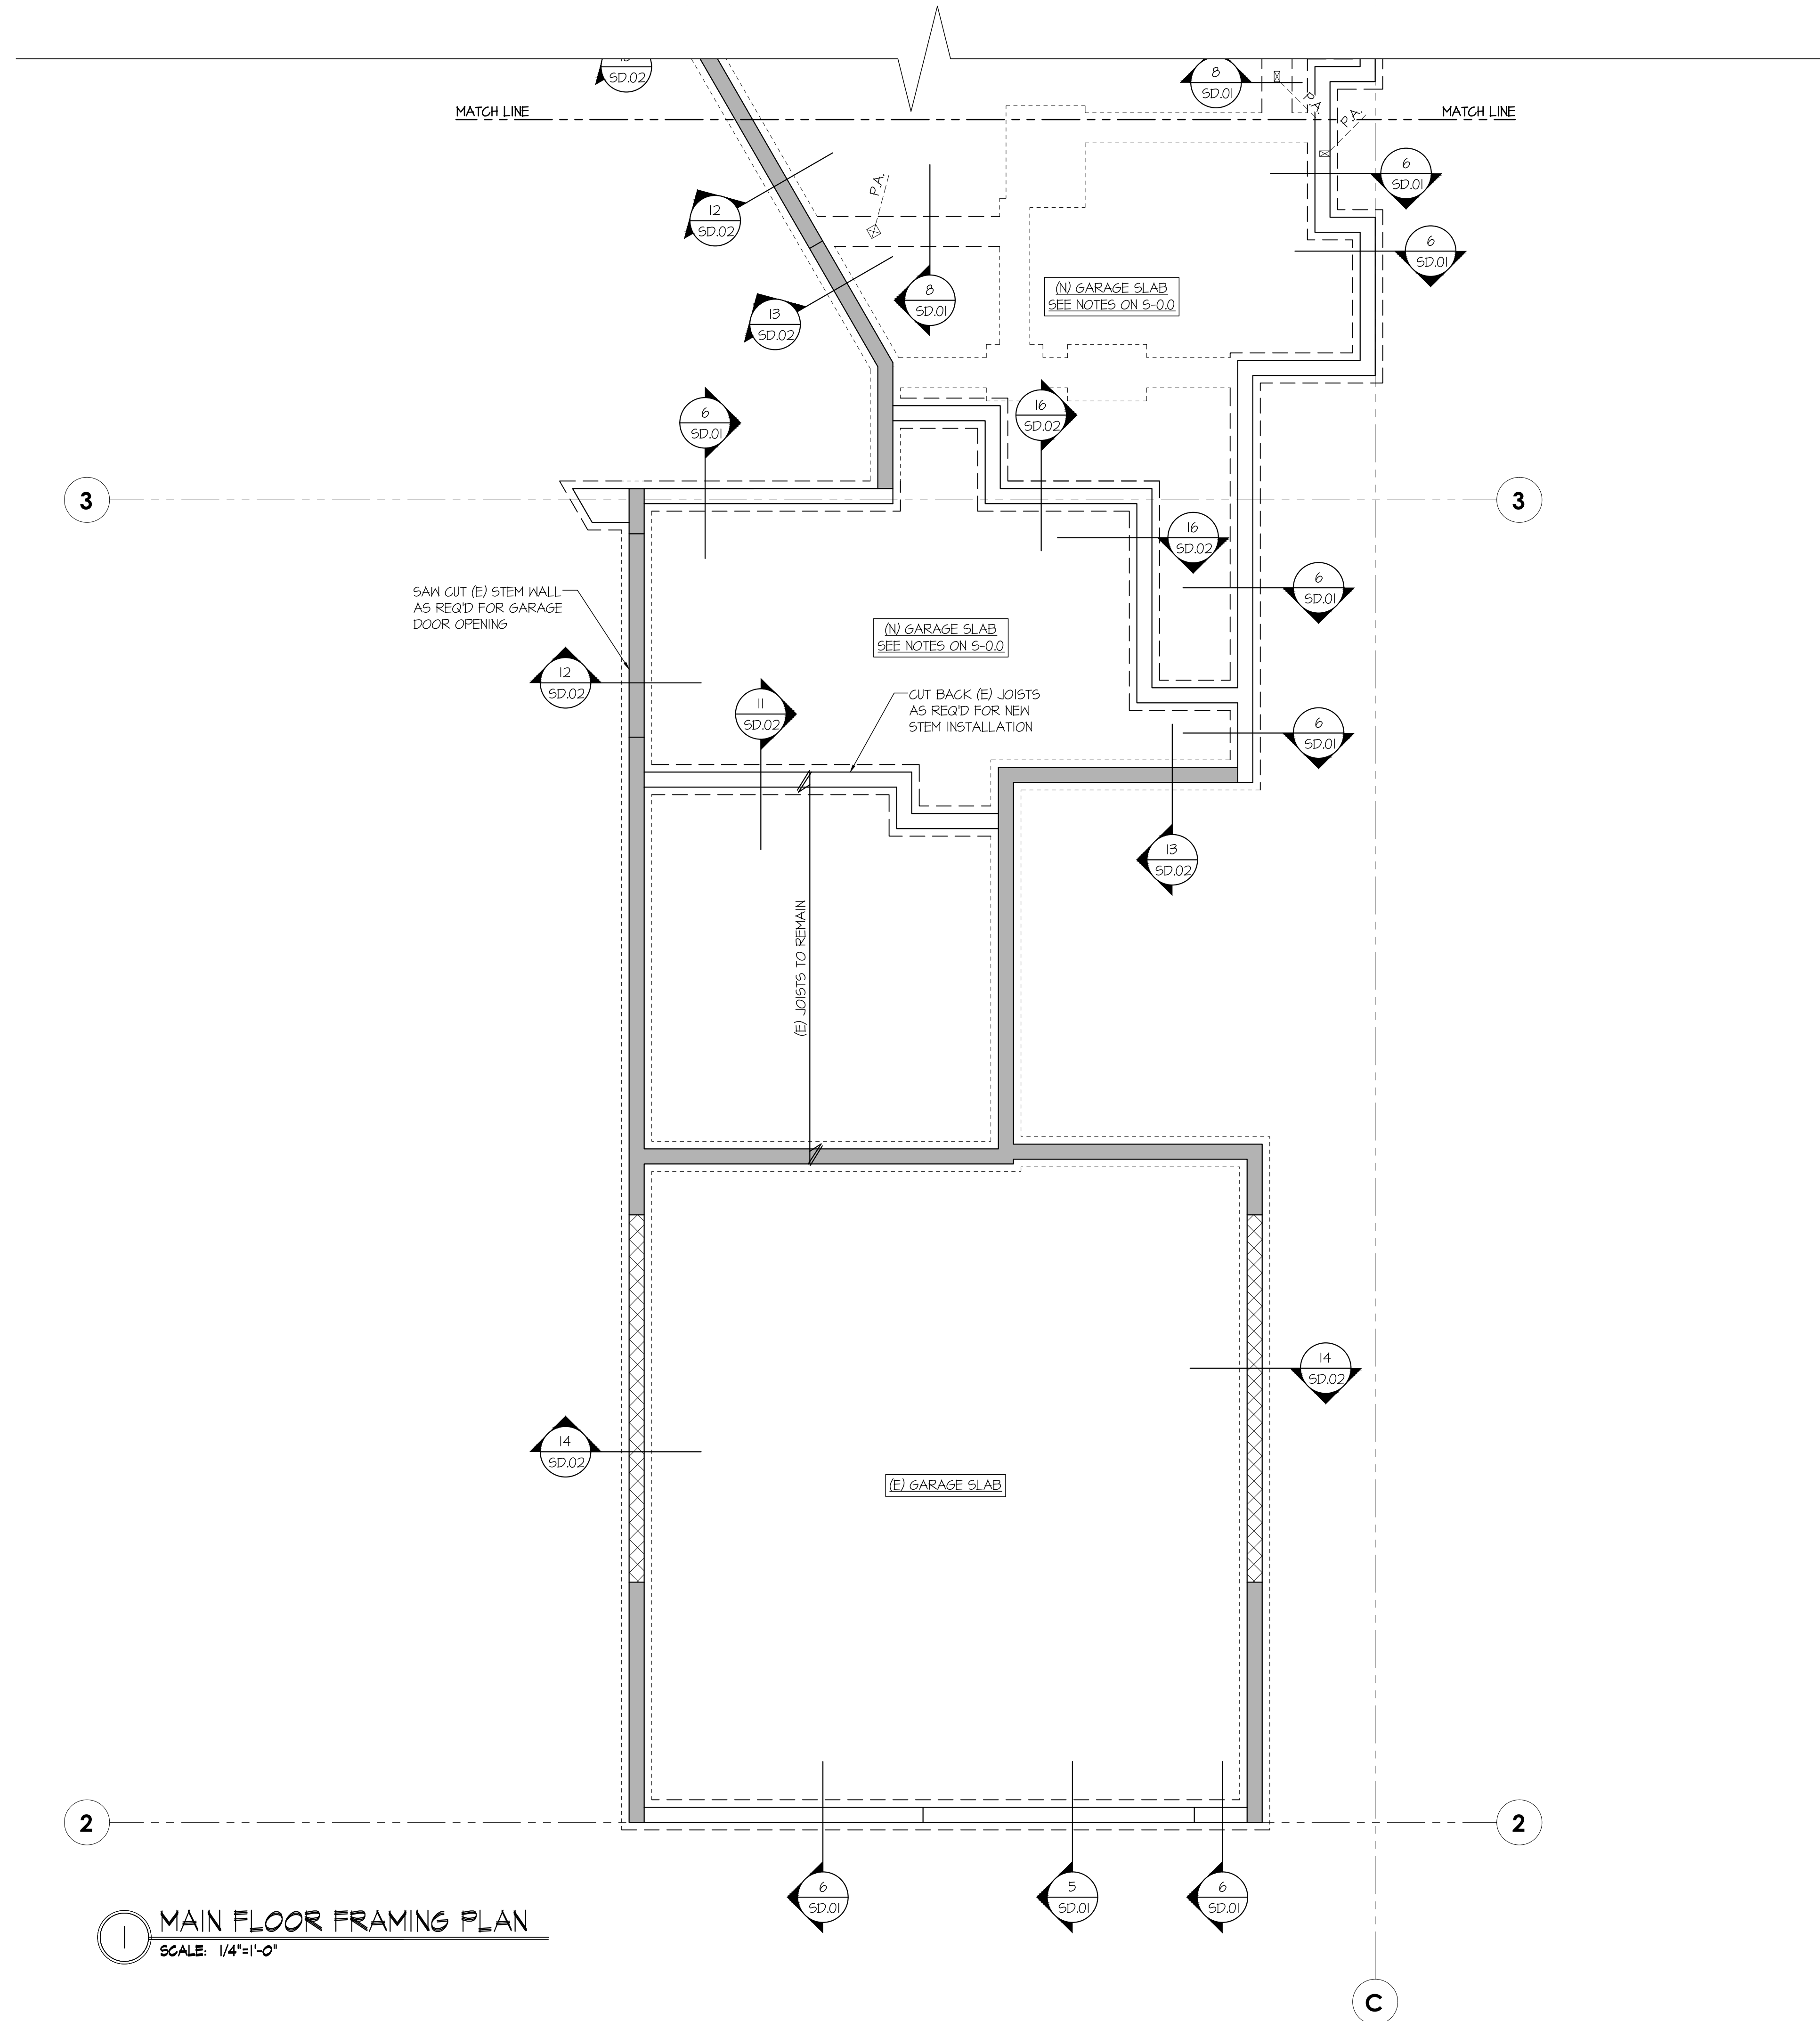 SD.02
8
SD.01
MATCH LINE
MATCH LINE
P.A.
P.A.
6
SD.01
12
SD.02
P.A.
6
SD.01
8
SD.01
(N) GARAGE SLAB
SEE NOTES ON S-0.0
13
SD.02
6
SD.01
16
SD.02
3
3
16
SD.02
SAW CUT (E) STEM WALL
AS REQ'D FOR GARAGE
DOOR OPENING
6
SD.01
(N) GARAGE SLAB
SEE NOTES ON S-0.0
12
SD.02
11
SD.02
CUT BACK (E) JOISTS
AS REQ'D FOR NEW
STEM INSTALLATION
6
SD.01
13
SD.02
(E) JOISTS TO REMAIN
14
SD.02
14
SD.02
(E) GARAGE SLAB
2
2
6
SD.01
5
SD.01
6
SD.01
1
MAIN FLOOR FRAMING PLAN
SCALE: 1/4"=1'-0"
C